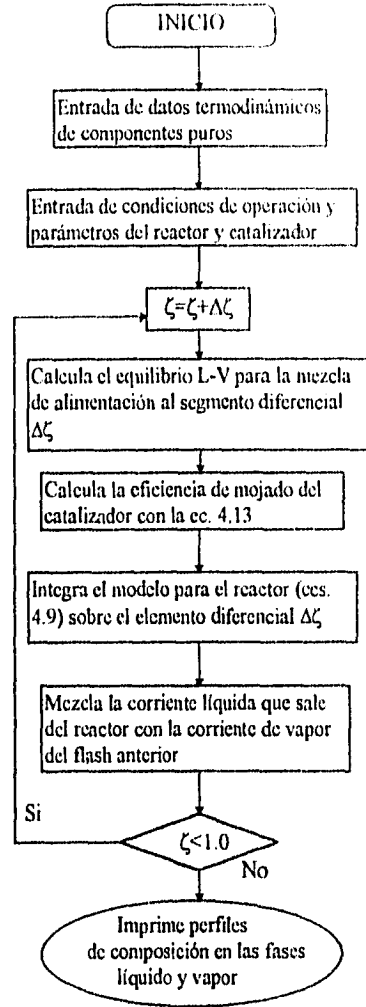 INICIO
Entrada de datos termodinámicos
de componentes puros
Entrada de condiciones de operación y
parámetros del reactor y catalizador
ζ=ζ+Δζ
Calcula el equilibrio L-V para la mezcla
de alimentación al segmento diferencial
Δζ
Calcula la eficiencia de mojado del
catalizador con la ec. 4.13
Integra el modelo para el reactor (ecs.
4.9) sobre el elemento diferencial Δζ
Mezcla la corriente líquida que sale
del reactor con la corriente de vapor
del flash anterior
Si
ζ<1.0
No
Imprime perfiles
de composición en las fases
líquido y vapor